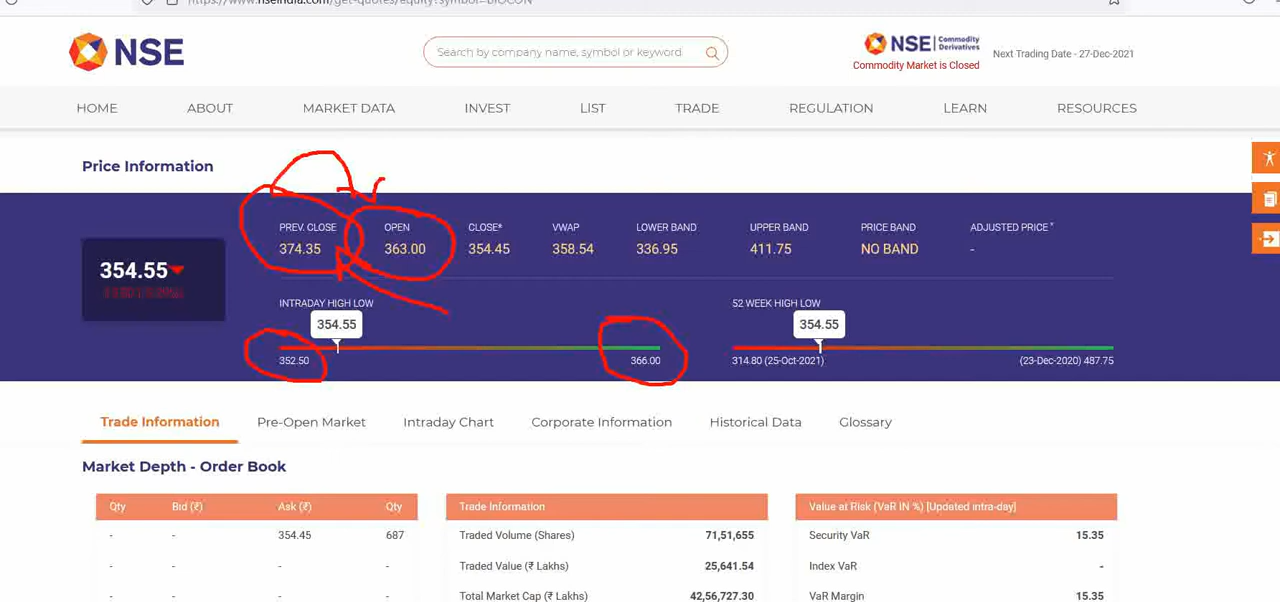 NSE
Search by company name, symbol or keyword
NSE Commodity Derivatives
Commodity Market is Closed
Next Trading Date - 27-Dec-2021
HOME ABOUT MARKET DATA INVEST LIST TRADE REGULATION LEARN RESOURCES
Price Information
PREV. CLOSE OPEN CLOSE* VWAP LOWER BAND UPPER BAND PRICE BAND ADJUSTED PRICE*
374.35 363.00 354.45 358.54 336.95 411.75 NO BAND -
354.55
INTRADAY HIGH LOW 52 WEEK HIGH LOW
354.55 354.55
352.50 366.00 314.80 (25-Oct-2021) (23-Dec-2020) 487.75
Trade Information Pre-Open Market Intraday Chart Corporate Information Historical Data Glossary
Market Depth - Order Book
Qty Bid (₹) Ask (₹) Qty Trade Information Value at Risk (VaR IN %) [Updated intra-day]
- - 354.45 687 Traded Volume (Shares) 71,51,655 Security VaR 15.35
- - - - Traded Value (₹ Lakhs) 25,641.54 Index VaR -
- - - - Total Market Cap (₹ Lakhs) 42,56,727.30 VaR Margin 15.35